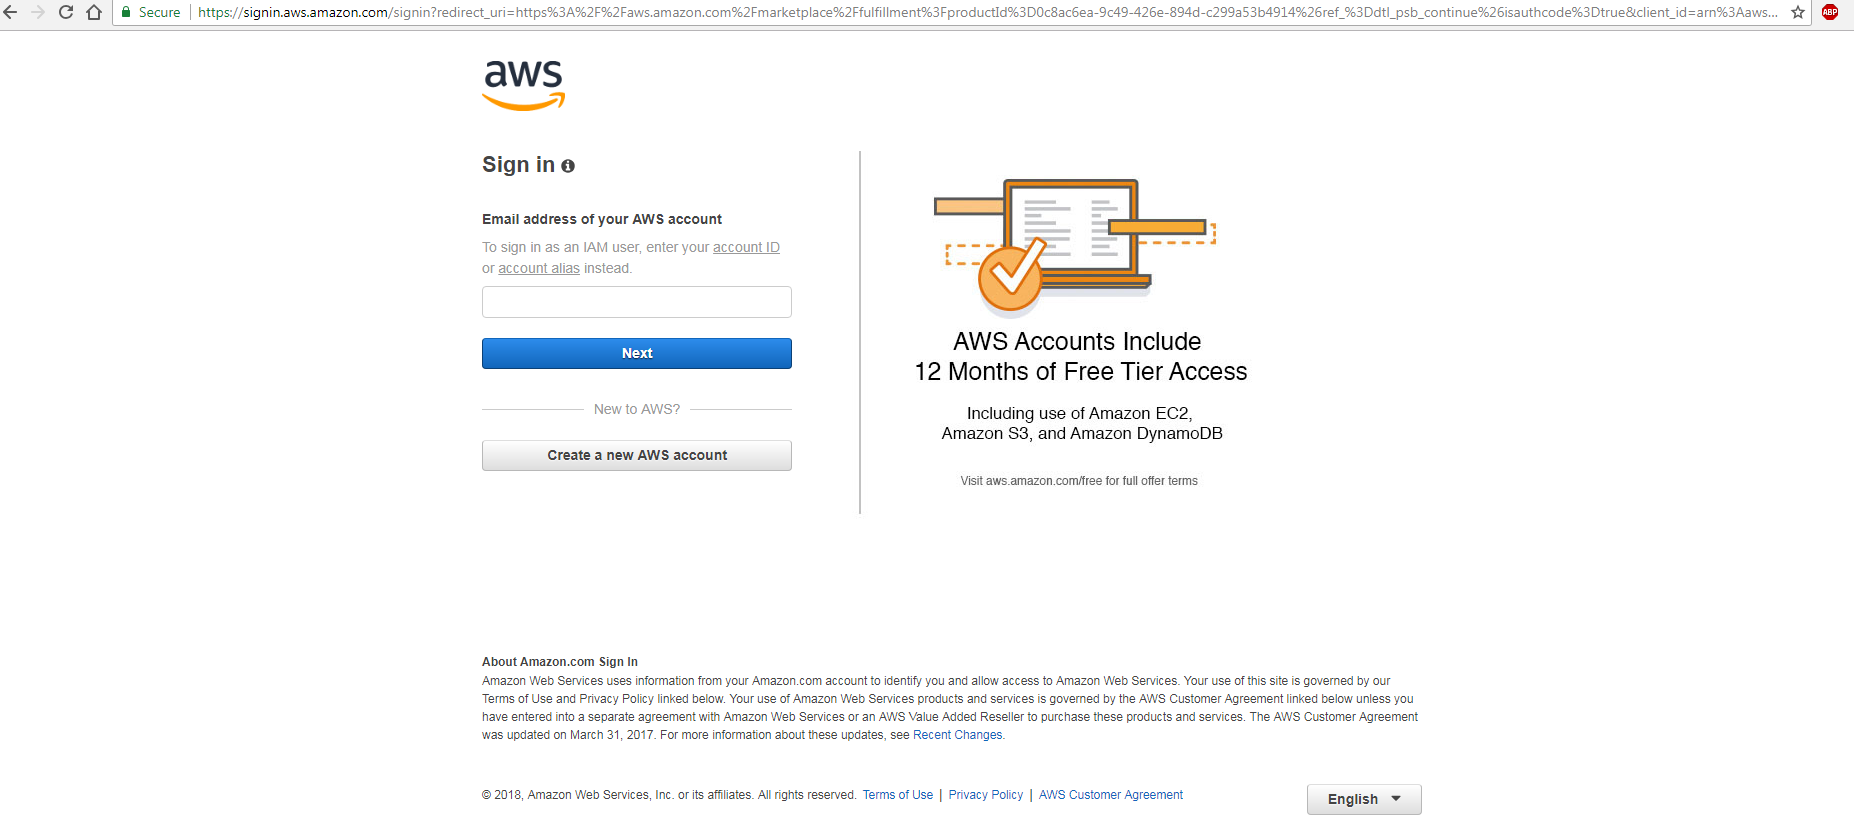 Secure
https://signin.aws.amazon.com/signin?redirect_uri=https%3A%2F%2Faws.amazon.com%2Fmarketplace%2Ffulfillment%3FproductId%3D0c8ac6ea-9c49-426e-894d-c299a53b4914%26ref_%3Ddtl_psb_continue%26isauthcode%3Dtrue&client_id=arn%3Aaws...
ABP
aws
Sign in
Email address of your AWS account
To sign in as an IAM user, enter your account ID
or account alias instead.
Next
New to AWS?
Create a new AWS account
AWS Accounts Include
12 Months of Free Tier Access
Including use of Amazon EC2,
Amazon S3, and Amazon DynamoDB
Visit aws.amazon.com/free for full offer terms
About Amazon.com Sign In
Amazon Web Services uses information from your Amazon.com account to identify you and allow access to Amazon Web Services. Your use of this site is governed by our
Terms of Use and Privacy Policy linked below. Your use of Amazon Web Services products and services is governed by the AWS Customer Agreement linked below unless you
have entered into a separate agreement with Amazon Web Services or an AWS Value Added Reseller to purchase these products and services. The AWS Customer Agreement
was updated on March 31, 2017. For more information about these updates, see Recent Changes.
© 2018, Amazon Web Services, Inc. or its affiliates. All rights reserved. Terms of Use | Privacy Policy | AWS Customer Agreement
English